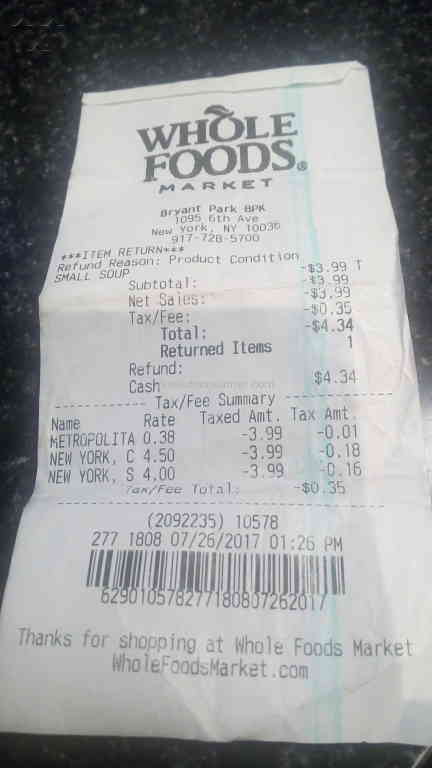 WHOLE
FOODS®
MARKET
Bryant Park BPK
1095 6th Ave
New York, NY 10036
917-728-5700
***ITEM RETURN***
Refund Reason: Product Condition
SMALL SOUP -$3.99 T
Subtotal: -$3.99
Net Sales: -$3.99
Tax/Fee: -$0.35
Total: -$4.34
Returned Items 1
Refund:
Cash $4.34
Tax/Fee Summary
Name Rate Taxed Amt. Tax Amt.
METROPOLITA 0.38 -3.99 -0.01
NEW YORK, C 4.50 -3.99 -0.18
NEW YORK, S 4.00 -3.99 -0.16
Tax/Fee Total: -$0.35
(2092235) 10578
277 1808 07/26/2017 01:26 PM
629010578277180807262017
Thanks for shopping at Whole Foods Market
WholeFoodsMarket.com